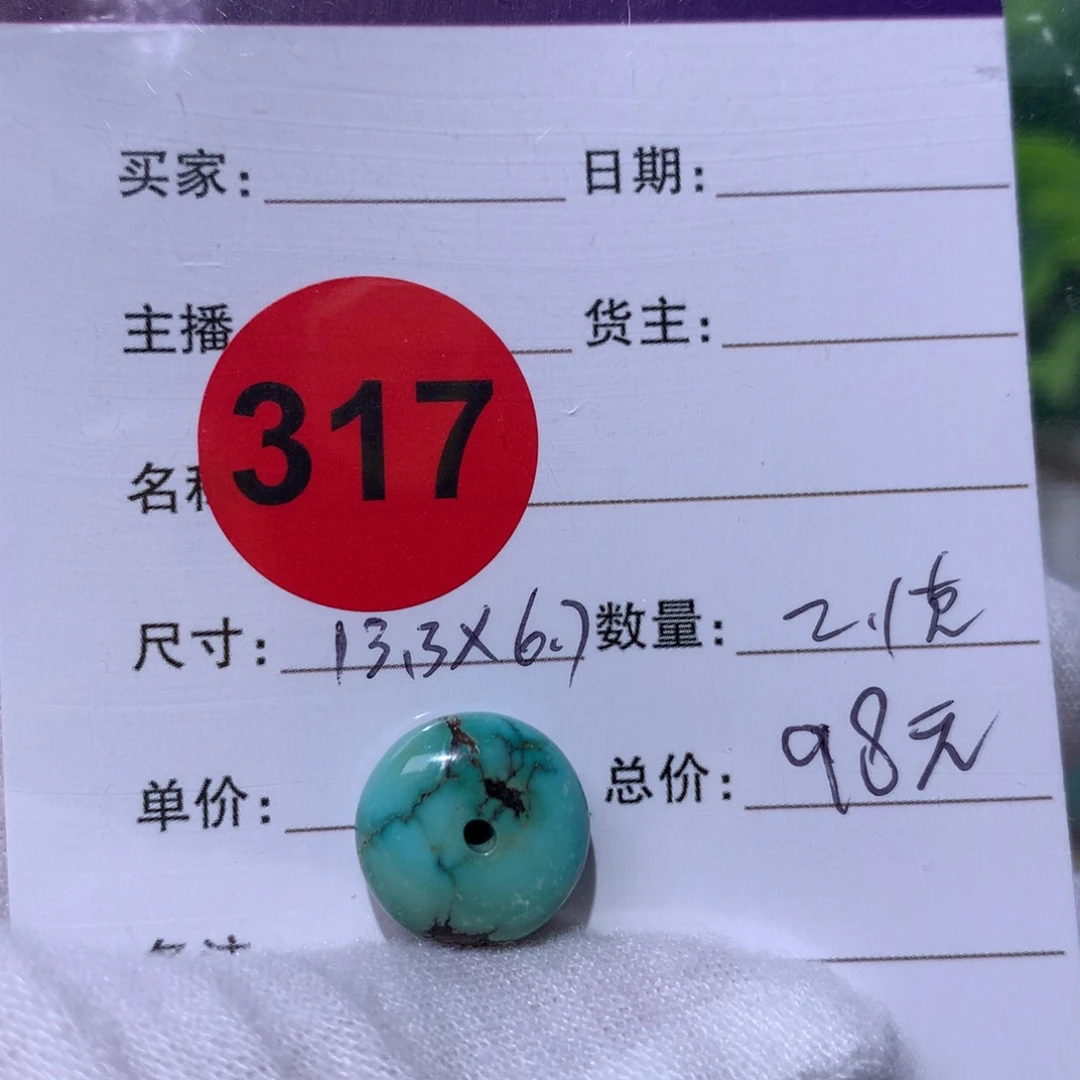 买家: 日期:
主播 货主:
317
名称
尺寸: 13.3X6.7 数量: 2.1克
单价: 总价: 98元